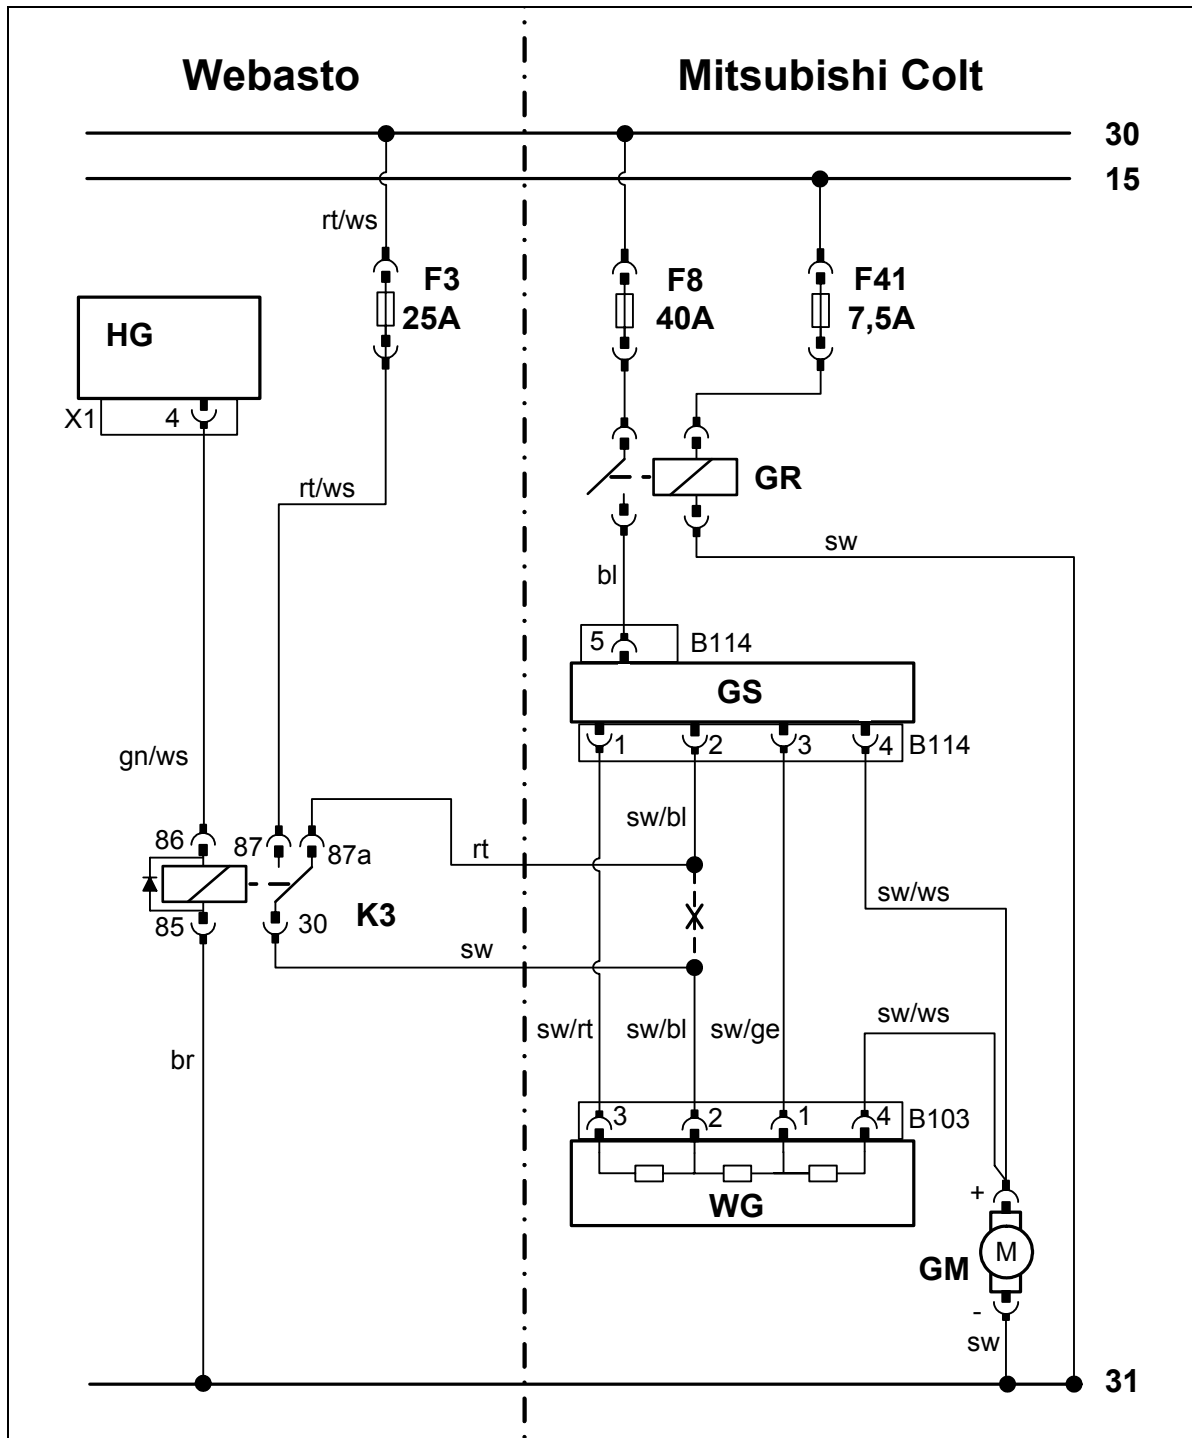 Webasto
Mitsubishi Colt
30
15
rt/ws
F3
25A
F8
40A
F41
7,5A
HG
X1
4
rt/ws
GR
sw
bl
5
B114
GS
1
2
3
4
B114
gn/ws
sw/bl
86
87
87a
rt
sw/ws
85
30
K3
sw
sw/rt
sw/bl
sw/ge
sw/ws
br
3
2
1
4
B103
WG
+
M
GM
-
sw
31